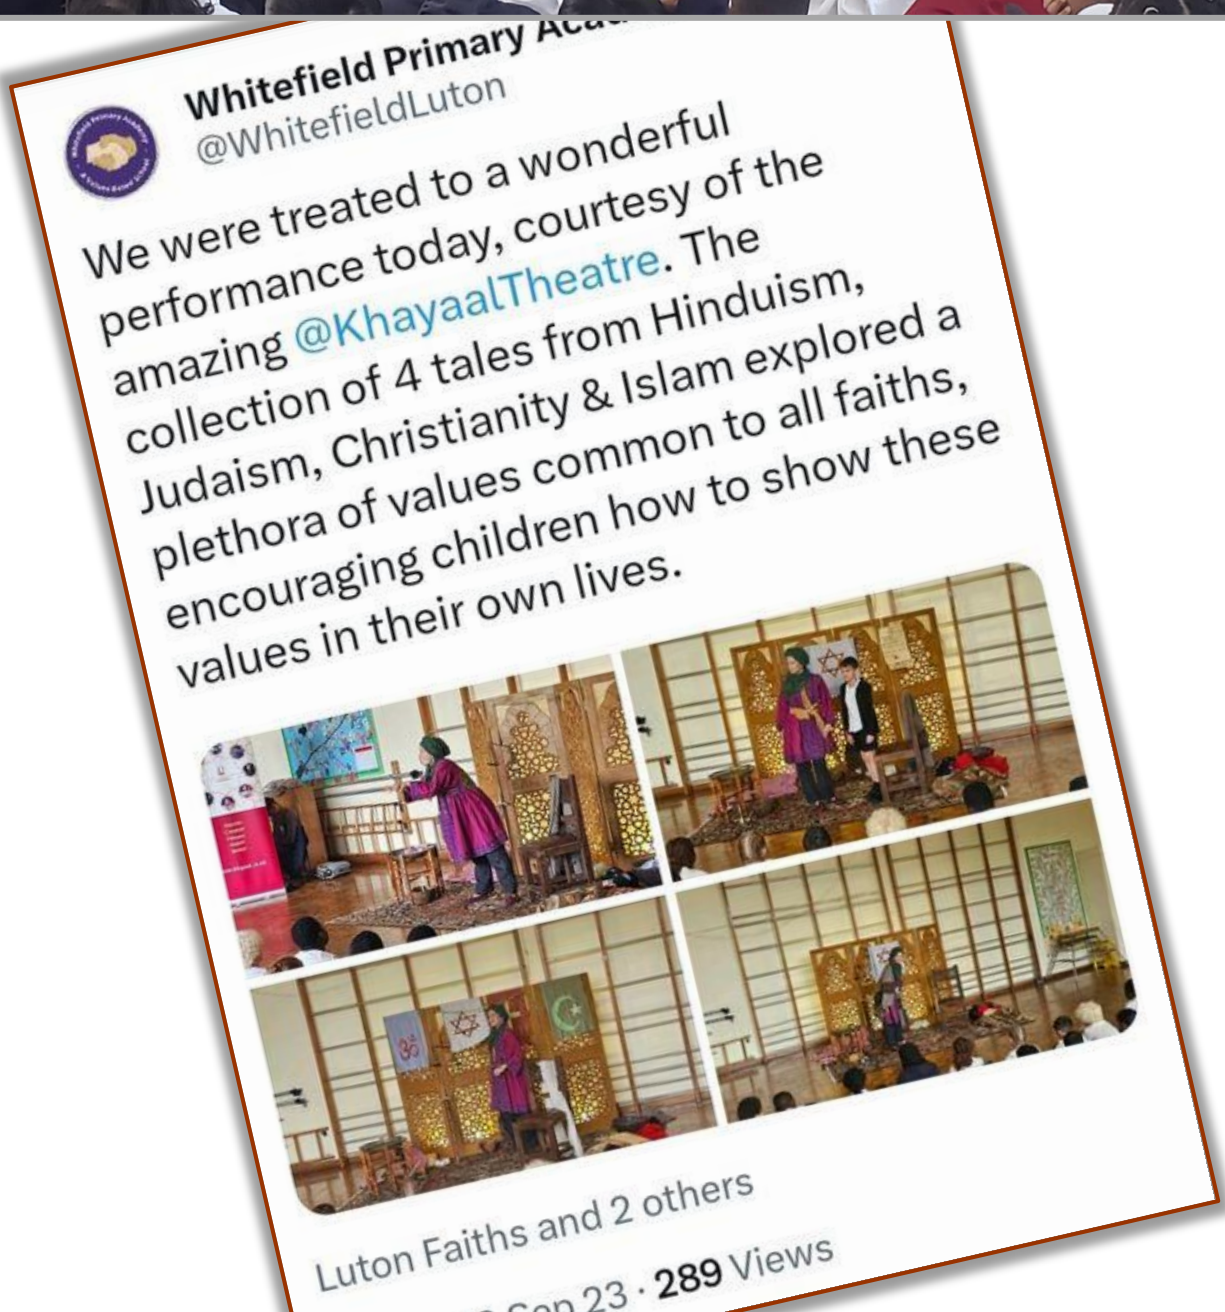 Whitefield Primary
@WhitefieldLuton
We were treated to a wonderful
performance today, courtesy of the
amazing @KhayaalTheatre. The
collection of 4 tales from Hinduism,
Judaism, Christianity & Islam explored a
plethora of values common to all faiths,
encouraging children how to show these
values in their own lives.
Luton Faiths and 2 others
23 · 289 Views